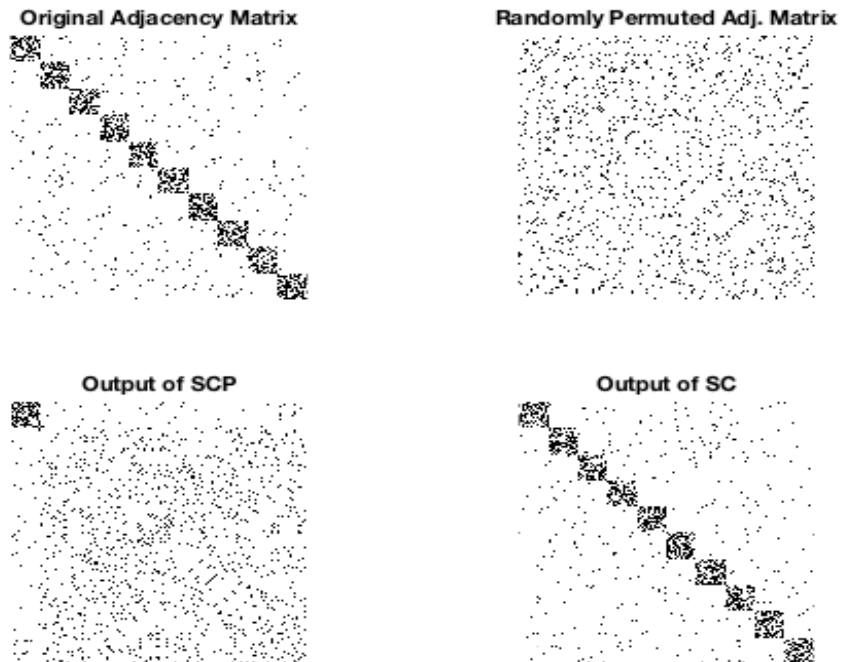 Original Adjacency Matrix
Randomly Permuted Adj. Matrix
Output of SCP
Output of SC